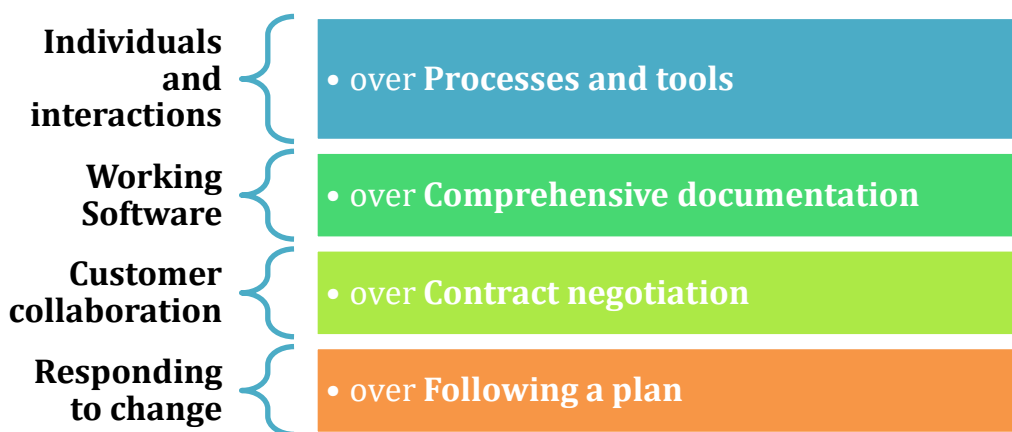 Individuals
and
interactions
• over Processes and tools
Working
Software
• over Comprehensive documentation
Customer
collaboration
• over Contract negotiation
Responding
to change
• over Following a plan